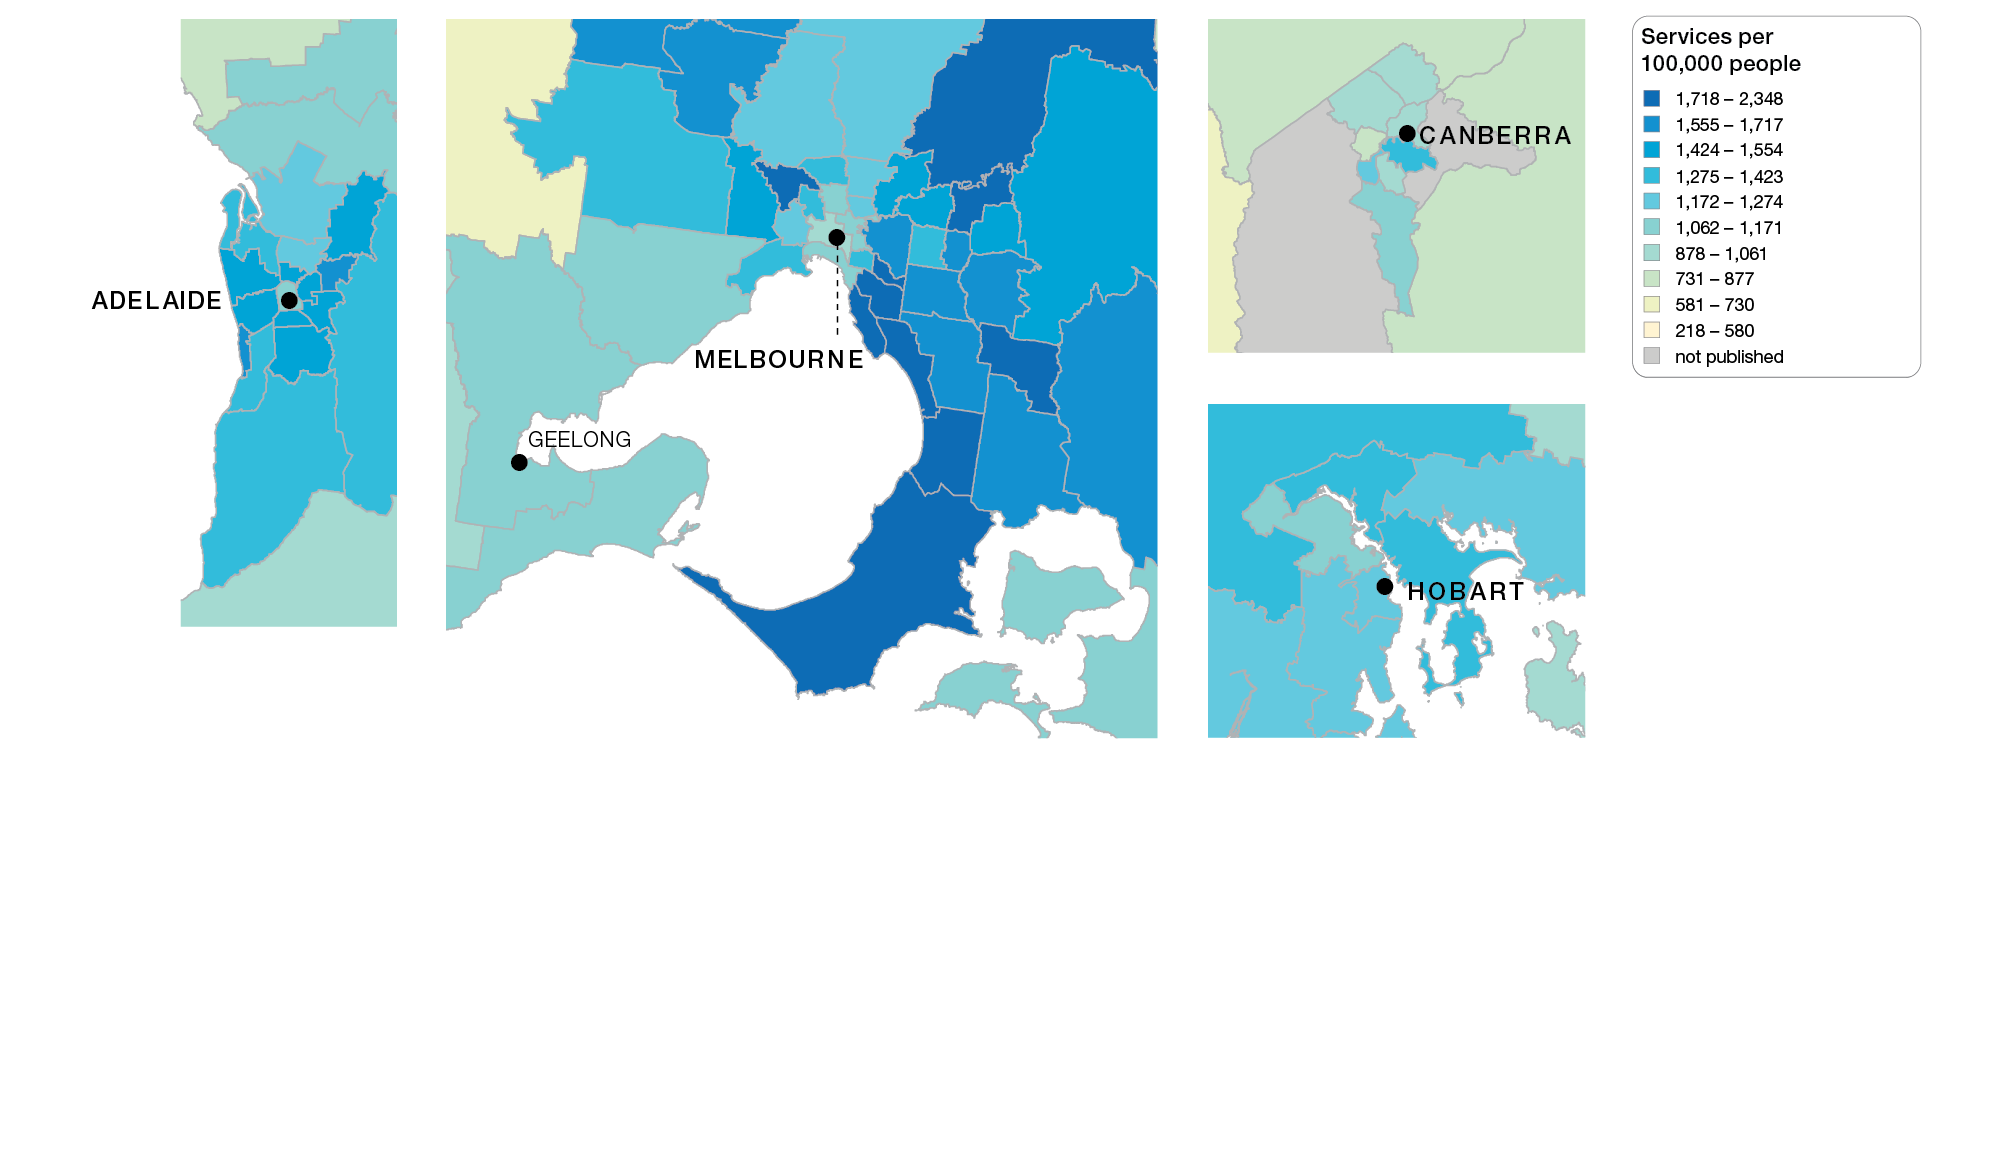 ADELAIDE
MELBOURNE
GEELONG
CANBERRA
HOBART
Services per
100,000 people
1,718 – 2,348
1,555 – 1,717
1,424 – 1,554
1,275 – 1,423
1,172 – 1,274
1,062 – 1,171
878 – 1,061
731 – 877
581 – 730
218 – 580
not published